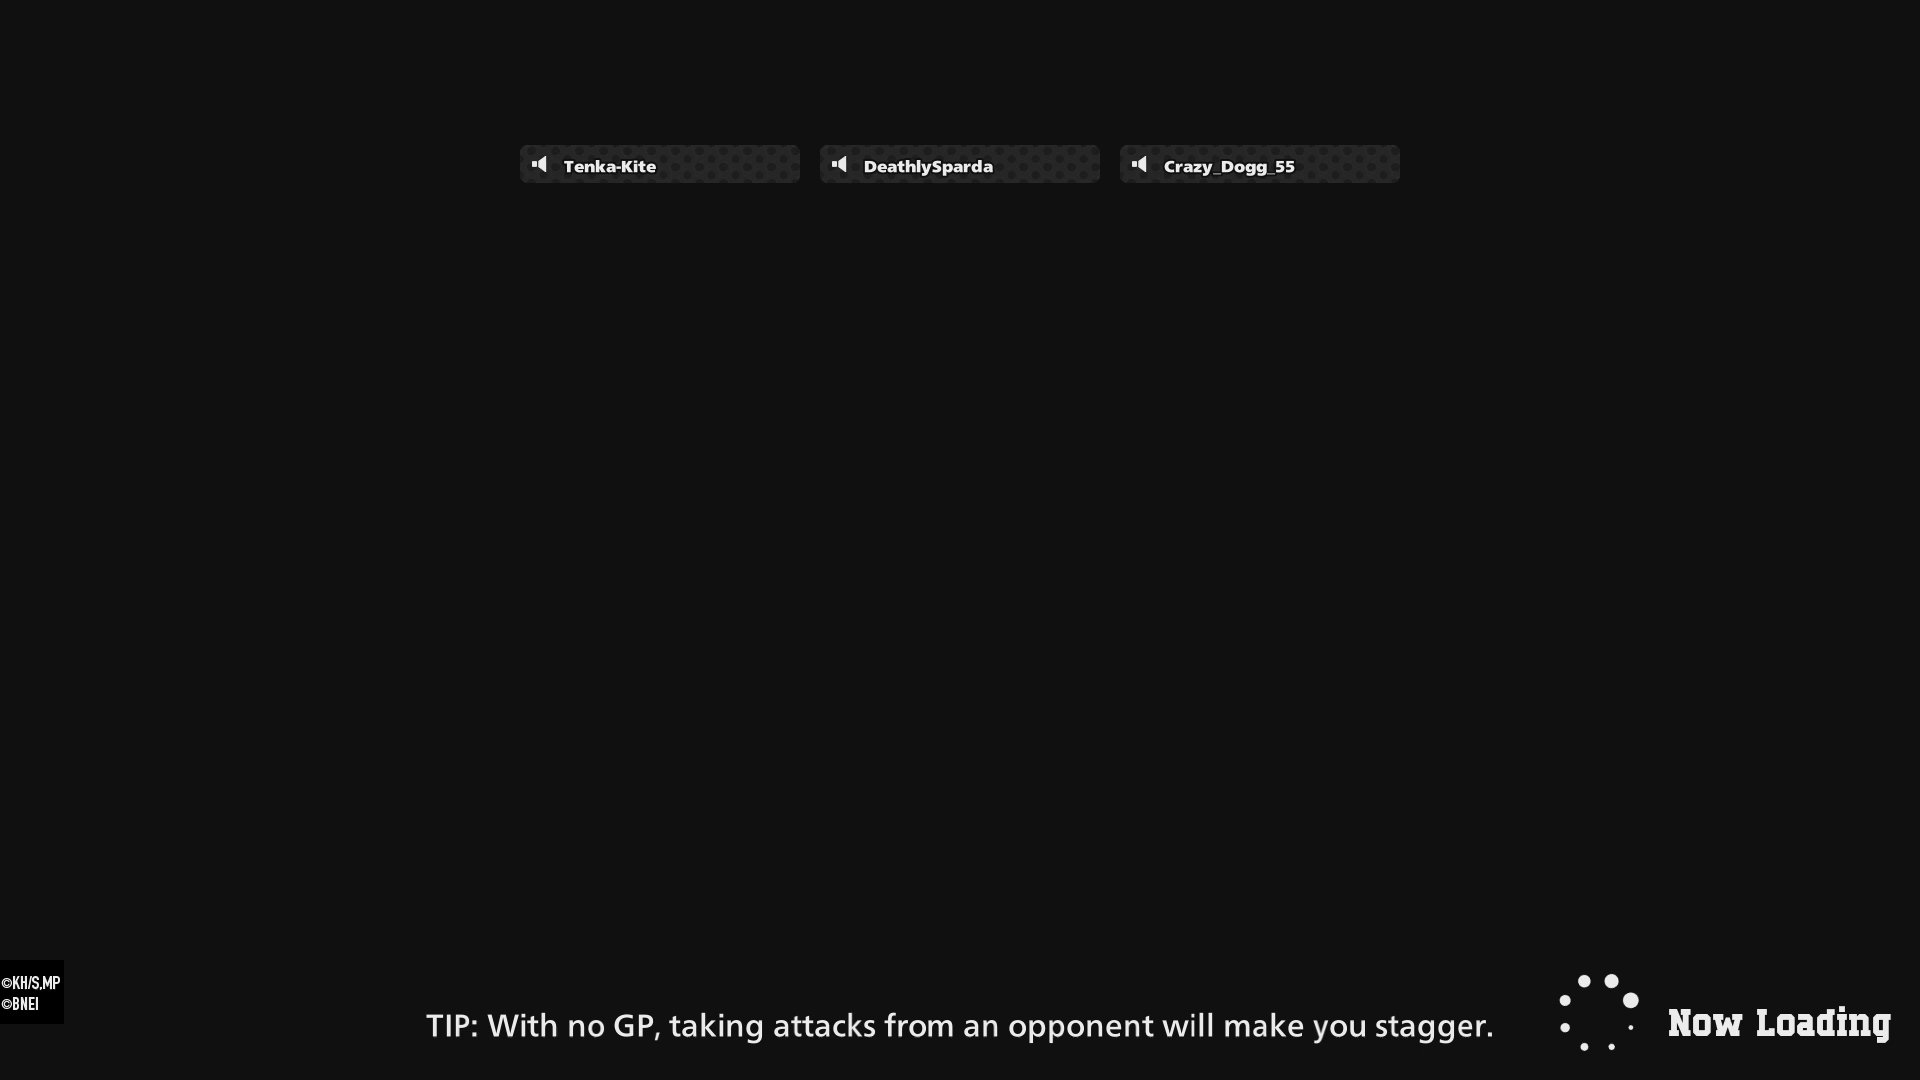 Tenka-Kite
DeathlySparda
Crazy_Dogg_55
©KH/S,MP
©BNEI
TIP: With no GP, taking attacks from an opponent will make you stagger.
Now Loading